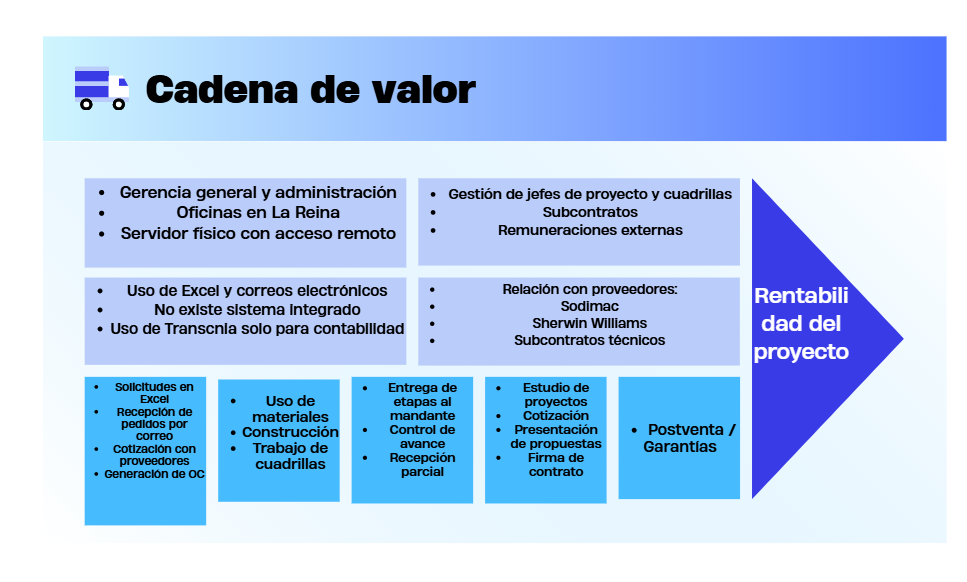 Cadena de valor
• Gerencia general y administración
• Oficinas en La Reina
• Servidor físico con acceso remoto
• Gestión de jefes de proyecto y cuadrillas
• Subcontratos
• Remuneraciones externas
• Uso de Excel y correos electrónicos
• No existe sistema integrado
• Uso de Transcnla solo para contabilidad
• Relación con proveedores:
• Sodimac
• Sherwin Williams
• Subcontratos técnicos
Rentabili
dad del
proyecto
• Solicitudes en
Excel
• Recepción de
pedidos por
correo
• Cotización con
proveedores
• Generación de OC
• Uso de
materiales
• Construcción
• Trabajo de
cuadrillas
• Entrega de
etapas al
mandante
• Control de
avance
• Recepción
parcial
• Estudio de
proyectos
• Cotización
• Presentación
de propuestas
• Firma de
contrato
• Postventa /
Garantías